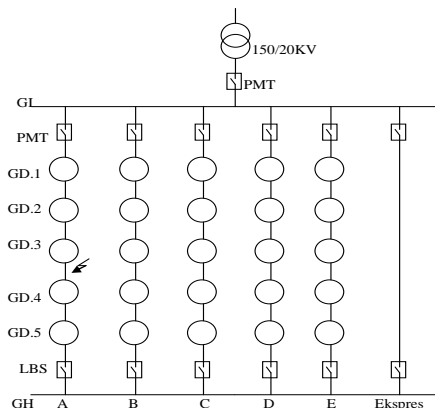 150/20KV
PMT
GI
PMT
GD.1
GD.2
GD.3
GD.4
GD.5
LBS
GH A B C D E Ekspres